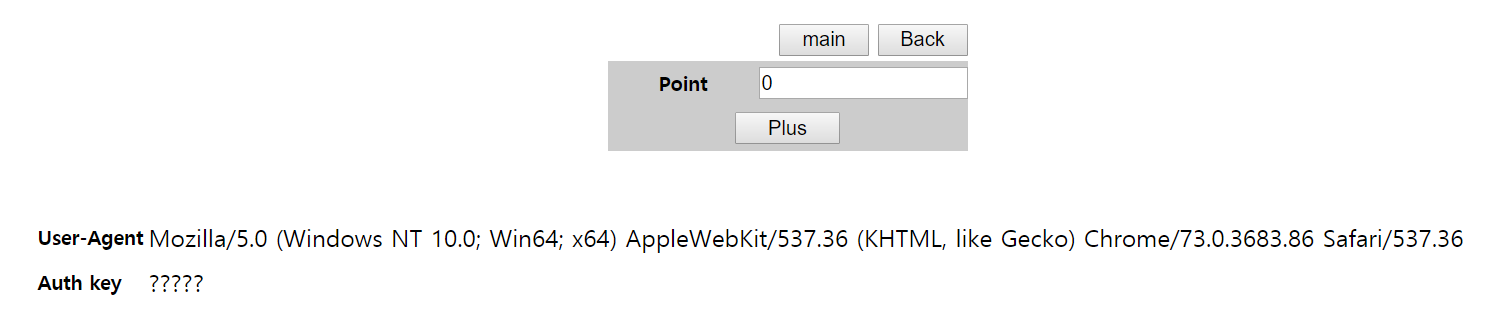 main Back
Point 0
Plus
User-Agent Mozilla/5.0 (Windows NT 10.0; Win64; x64) AppleWebKit/537.36 (KHTML, like Gecko) Chrome/73.0.3683.86 Safari/537.36
Auth key ?????